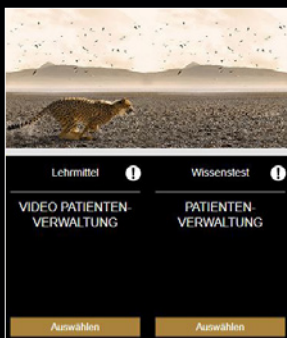 Lehrmittel !
VIDEO PATIENTEN-
VERWALTUNG
Auswählen
Wissenstest !
PATIENTEN-
VERWALTUNG
Auswählen